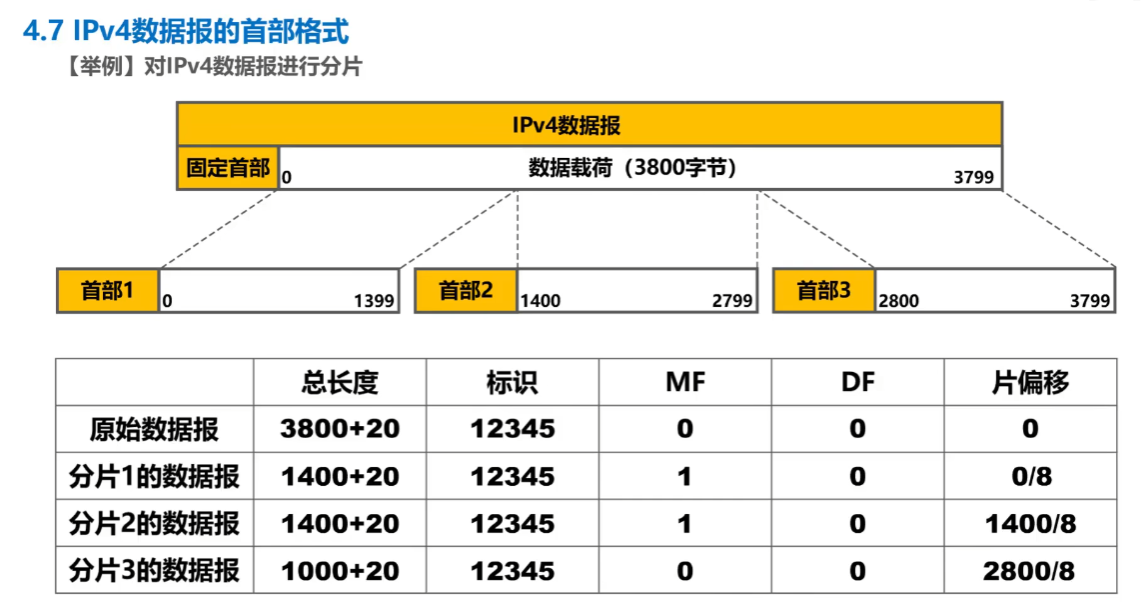 4.7 IPv4数据报的首部格式
【举例】对IPv4数据报进行分片
IPv4数据报
固定首部 0 数据载荷（3800字节） 3799
首部1 0 1399 首部2 1400 2799 首部3 2800 3799
总长度 标识 MF DF 片偏移
原始数据报 3800+20 12345 0 0 0
分片1的数据报 1400+20 12345 1 0 0/8
分片2的数据报 1400+20 12345 1 0 1400/8
分片3的数据报 1000+20 12345 0 0 2800/8